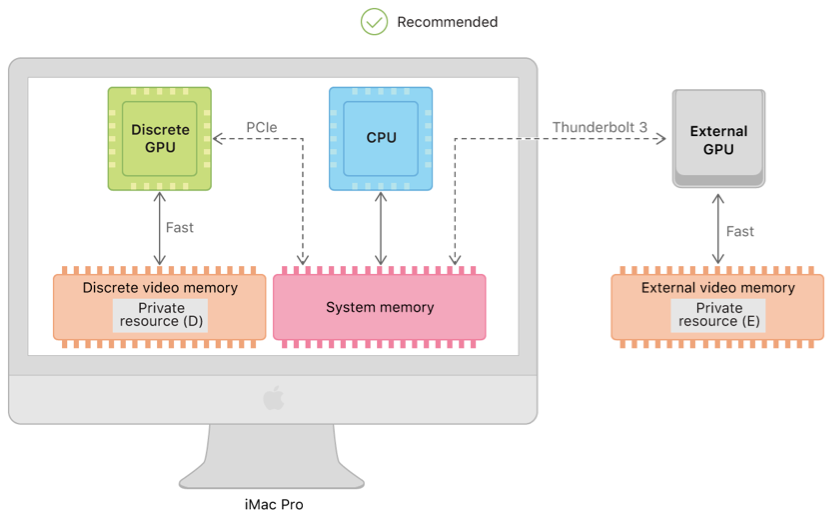 Recommended
Discrete
GPU
PCIe
CPU
Thunderbolt 3
External
GPU
Fast
Fast
Discrete video memory
Private
resource (D)
System memory
External video memory
Private
resource (E)
iMac Pro